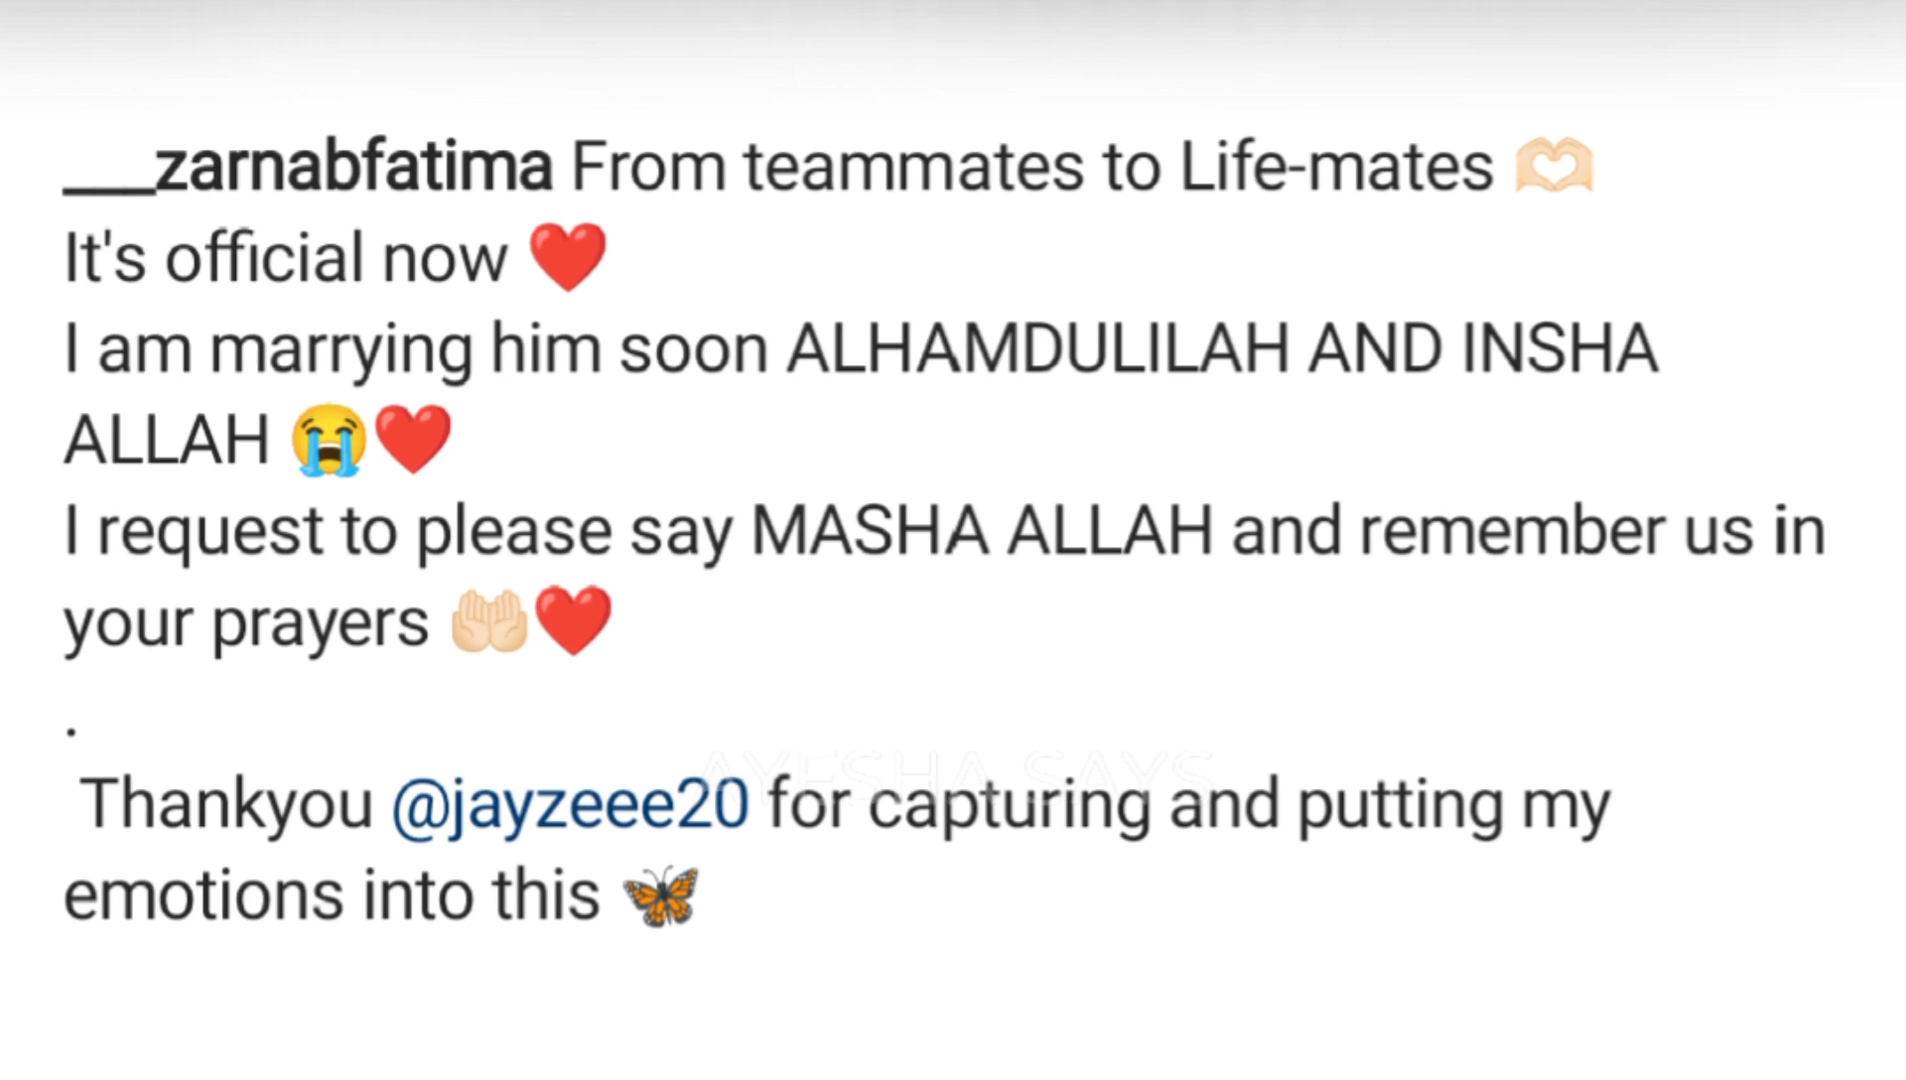 ___zarnabfatima From teammates to Life-mates 🫶🏻
It's official now ❤️
I am marrying him soon ALHAMDULILAH AND INSHA
ALLAH 😭❤️
I request to please say MASHA ALLAH and remember us in
your prayers 🤲🏻❤️
.
AYESHA SAYS
Thankyou @jayzeee20 for capturing and putting my
emotions into this 🦋